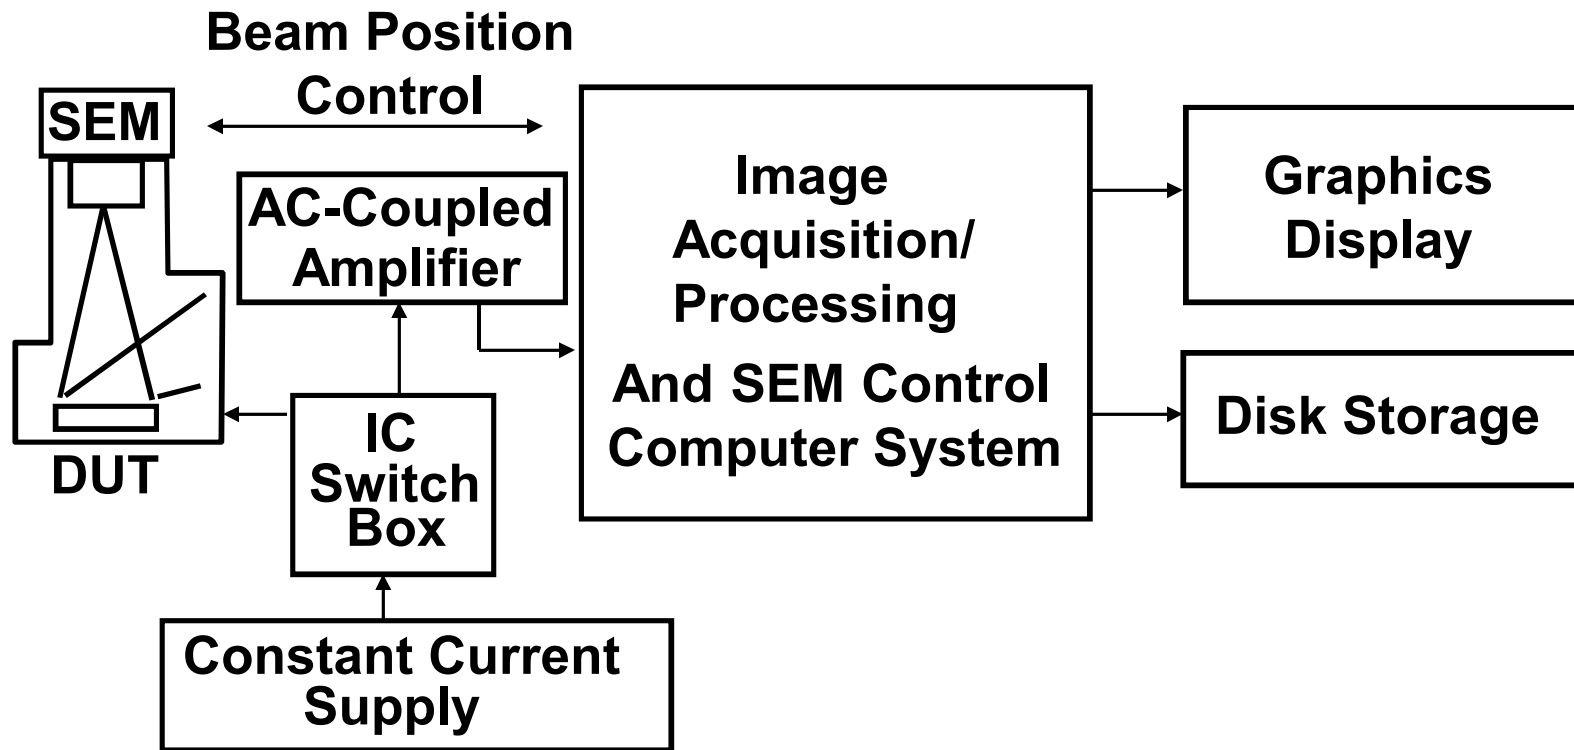 Beam Position
Control
SEM
AC-Coupled
Amplifier
Image
Acquisition/
Processing
And SEM Control
Computer System
Graphics
Display
Disk Storage
IC
Switch
Box
DUT
Constant Current
Supply